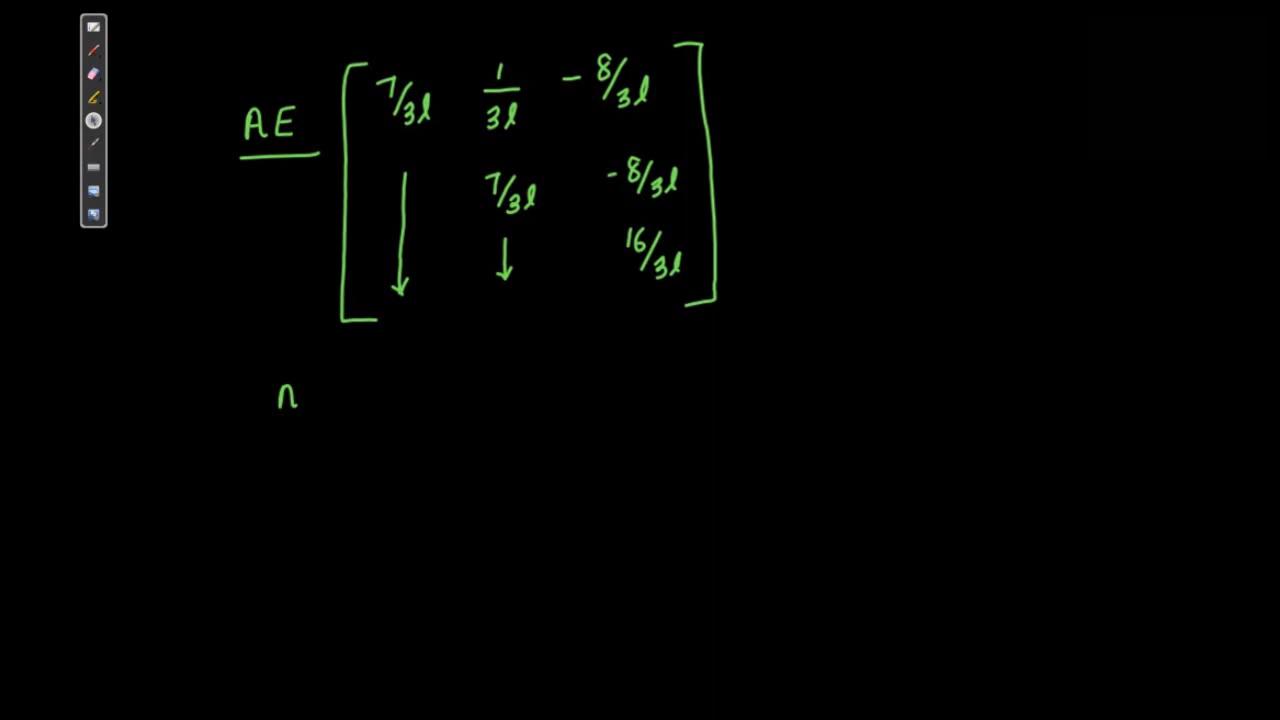 AE [ 7/3l 1/3l - 8/3l
↓ 7/3l - 8/3l
↓ 16/3l ]
n